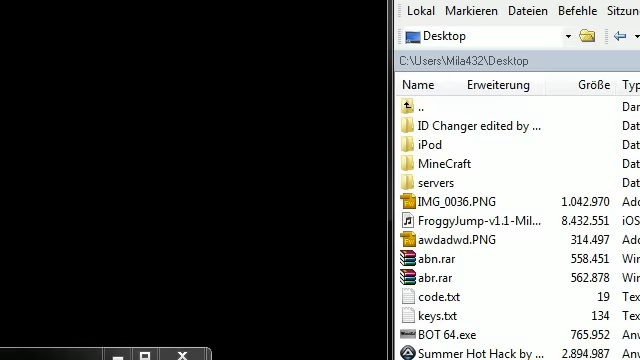 Lokal Markieren Dateien Befehle Sitzun
Desktop
C:\Users\Mila432\Desktop
Name Erweiterung Größe Typ
.. Dat
ID Changer edited by ... Dat
iPod Dat
MineCraft Dat
servers Dat
IMG_0036.PNG 1.042.970 Ado
FroggyJump-v1.1-Mil... 8.432.551 iOS
awdadwd.PNG 314.497 Ado
abn.rar 558.451 Win
abr.rar 562.878 Win
code.txt 19 Tex
keys.txt 134 Tex
BOT 64.exe 765.952 Anw
Summer Hot Hack by ... 2.894.987 Anw